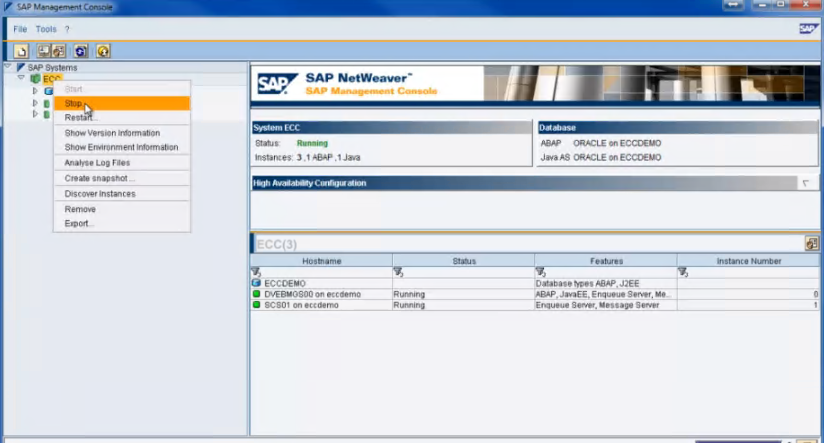 SAP Management Console
File Tools ?
SAP
SAP Systems
ECC
Start...
Stop...
Restart...
Show Version Information
Show Environment Information
Analyse Log Files
Create snapshot ...
Discover Instances
Remove
Export...
SAP
SAP NetWeaver™
SAP Management Console
System ECC
Status: Running
Instances: 3 ,1 ABAP ,1 Java
Database
ABAP ORACLE on ECCDEMO
Java AS ORACLE on ECCDEMO
High Availability Configuration
ECC(3)
Hostname Status Features Instance Number
ECCDEMO Database types ABAP, J2EE
DVEBMGS00 on eccdemo Running ABAP, JavaEE, Enqueue Server, Me... 0
SCS01 on eccdemo Running Enqueue Server, Message Server 1